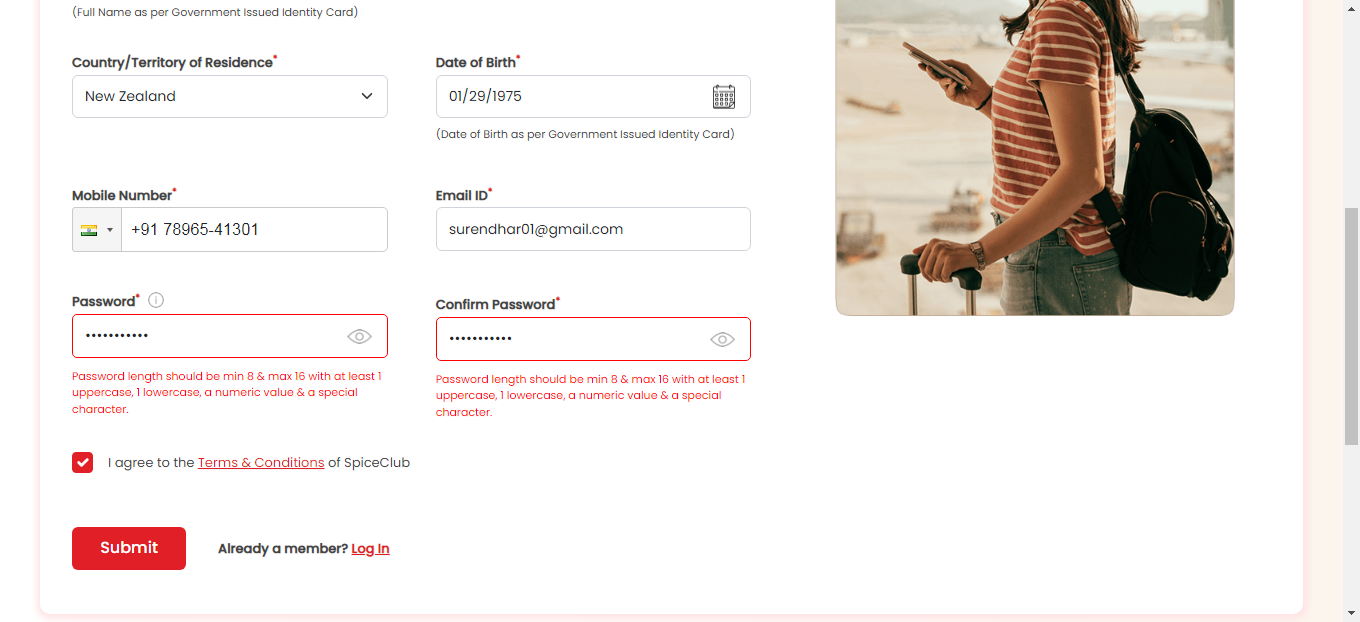 (Full Name as per Government Issued Identity Card)
Country/Territory of Residence*
Date of Birth*
New Zealand
01/29/1975
(Date of Birth as per Government Issued Identity Card)
Mobile Number*
Email ID*
+91 78965-41301
surendhar01@gmail.com
Password*
Confirm Password*
•••••••••••
•••••••••••
Password length should be min 8 & max 16 with at least 1
uppercase, 1 lowercase, a numeric value & a special
character.
Password length should be min 8 & max 16 with at least 1
uppercase, 1 lowercase, a numeric value & a special
character.
I agree to the Terms & Conditions of SpiceClub
Submit
Already a member? Log In